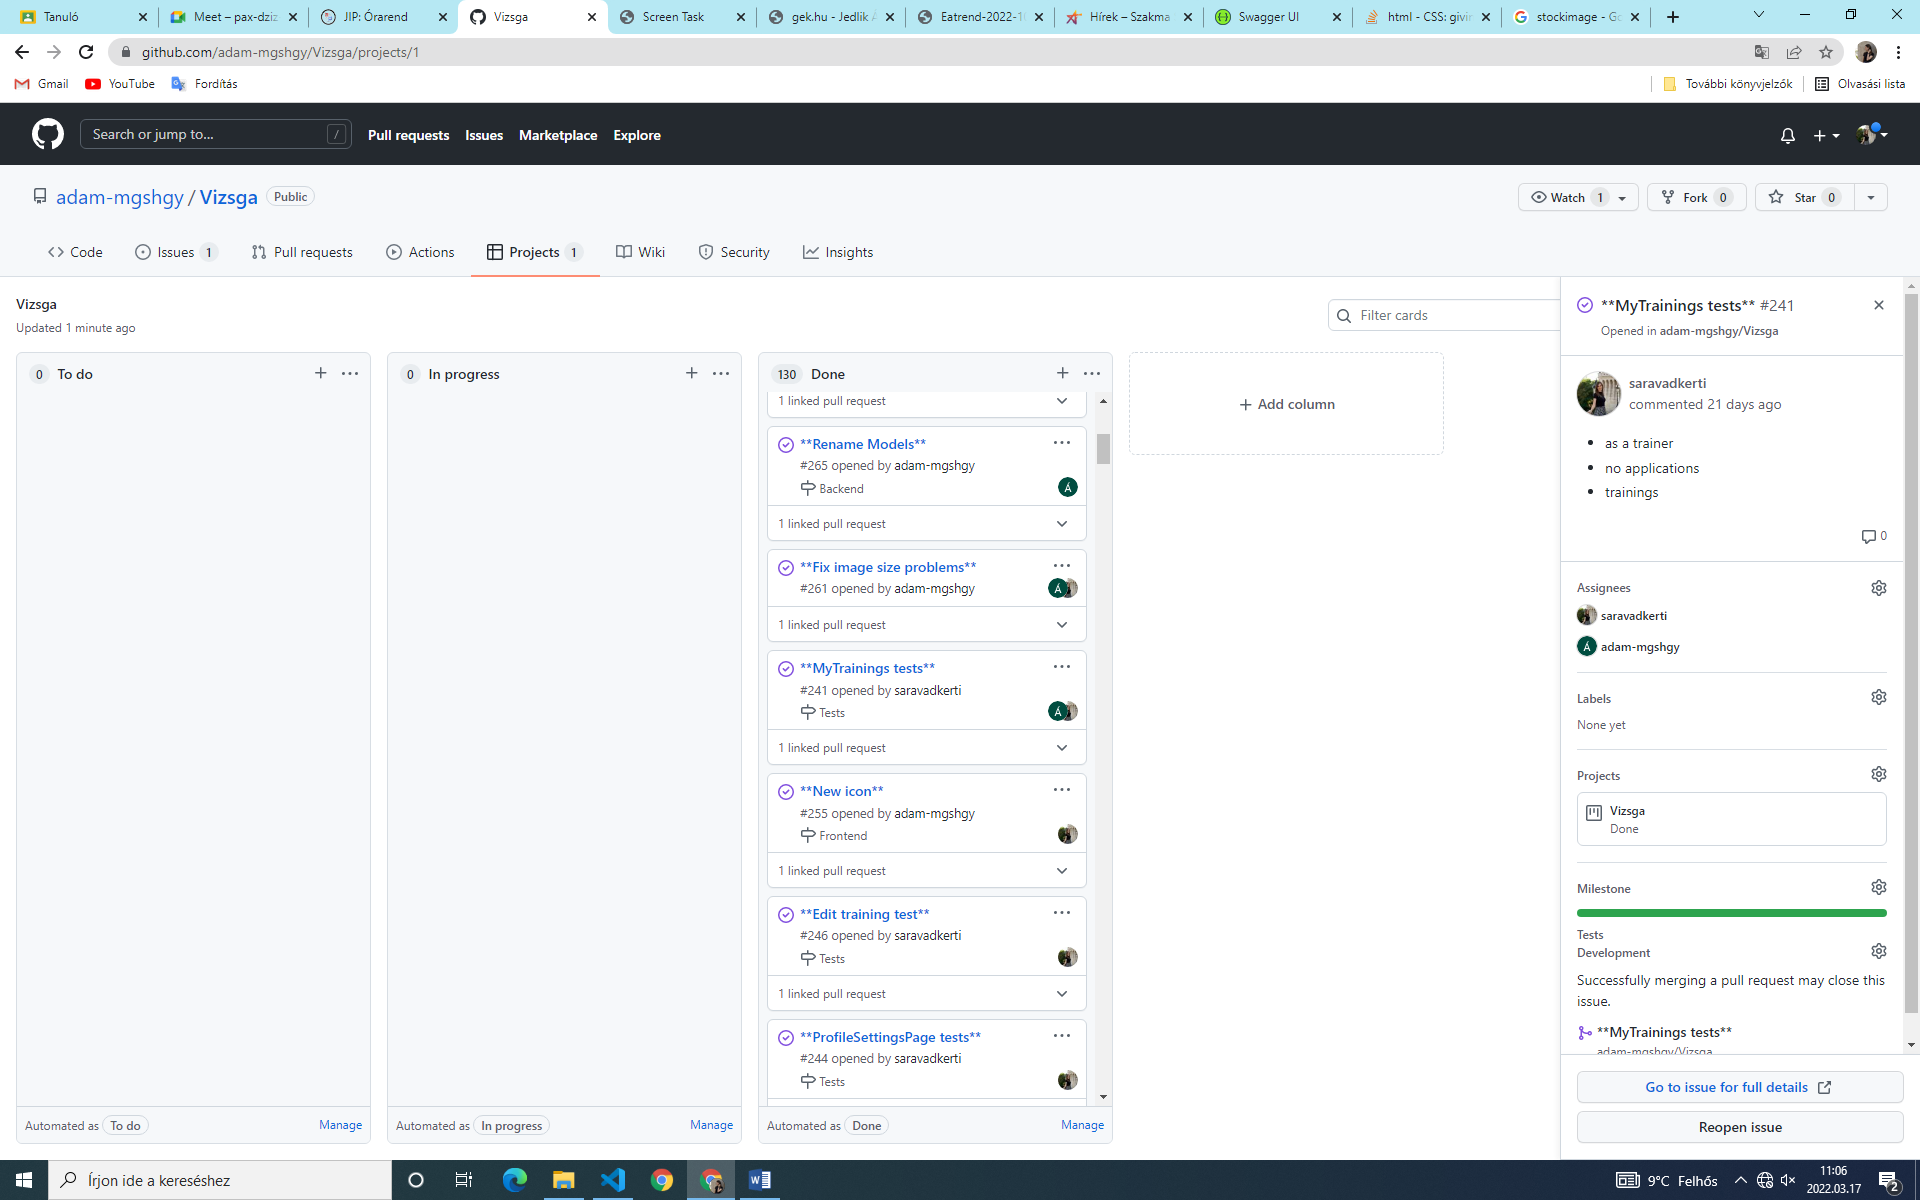 Tanuló
Meet – pax-dziz
JIP: Órarend
Vizsga
Screen Task
gek.hu - Jedlik Á
Eatrend-2022-1
Hírek – Szakma
Swagger UI
html - CSS: givin
stockimage - Go
github.com/adam-mgshgy/Vizsga/projects/1
Gmail
YouTube
Fordítás
További könyvjelzők
Olvasási lista
Search or jump to...
/
Pull requests
Issues
Marketplace
Explore
adam-mgshgy / Vizsga Public
Watch 1
Fork 0
Star 0
Code
Issues 1
Pull requests
Actions
Projects 1
Wiki
Security
Insights
Vizsga
Updated 1 minute ago
Filter cards
0 To do
Automated as To do
Manage
0 In progress
Automated as In progress
Manage
130 Done
1 linked pull request
**Rename Models**
#265 opened by adam-mgshgy
Backend
Á
1 linked pull request
**Fix image size problems**
#261 opened by adam-mgshgy
Á
1 linked pull request
**MyTrainings tests**
#241 opened by saravadkerti
Tests
Á
1 linked pull request
**New icon**
#255 opened by adam-mgshgy
Frontend
1 linked pull request
**Edit training test**
#246 opened by saravadkerti
Tests
1 linked pull request
**ProfileSettingsPage tests**
#244 opened by saravadkerti
Tests
Automated as Done
Manage
+ Add column
**MyTrainings tests** #241
Opened in adam-mgshgy/Vizsga
saravadkerti
commented 21 days ago
• as a trainer
• no applications
• trainings
0
Assignees
saravadkerti
Á adam-mgshgy
Labels
None yet
Projects
Vizsga
Done
Milestone
Tests
Development
Successfully merging a pull request may close this
issue.
**MyTrainings tests**
adam-mgshgy/Vizsga
Go to issue for full details
Reopen issue
Írjon ide a kereséshez
9°C Felhős
11:06
2022.03.17
2